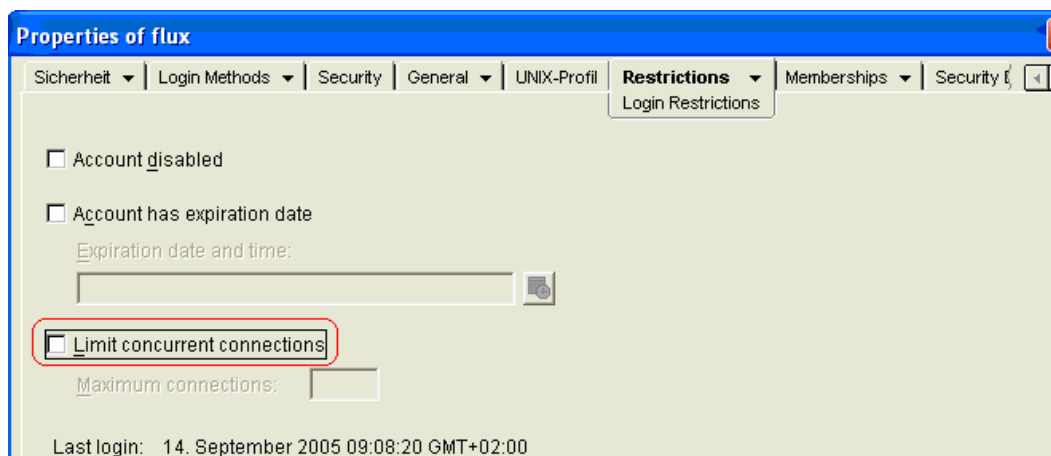 Properties of flux
Sicherheit Login Methods Security General UNIX-Profil Restrictions Memberships Security
Login Restrictions
Account disabled
Account has expiration date
Expiration date and time:
Limit concurrent connections
Maximum connections:
Last login: 14. September 2005 09:08:20 GMT+02:00